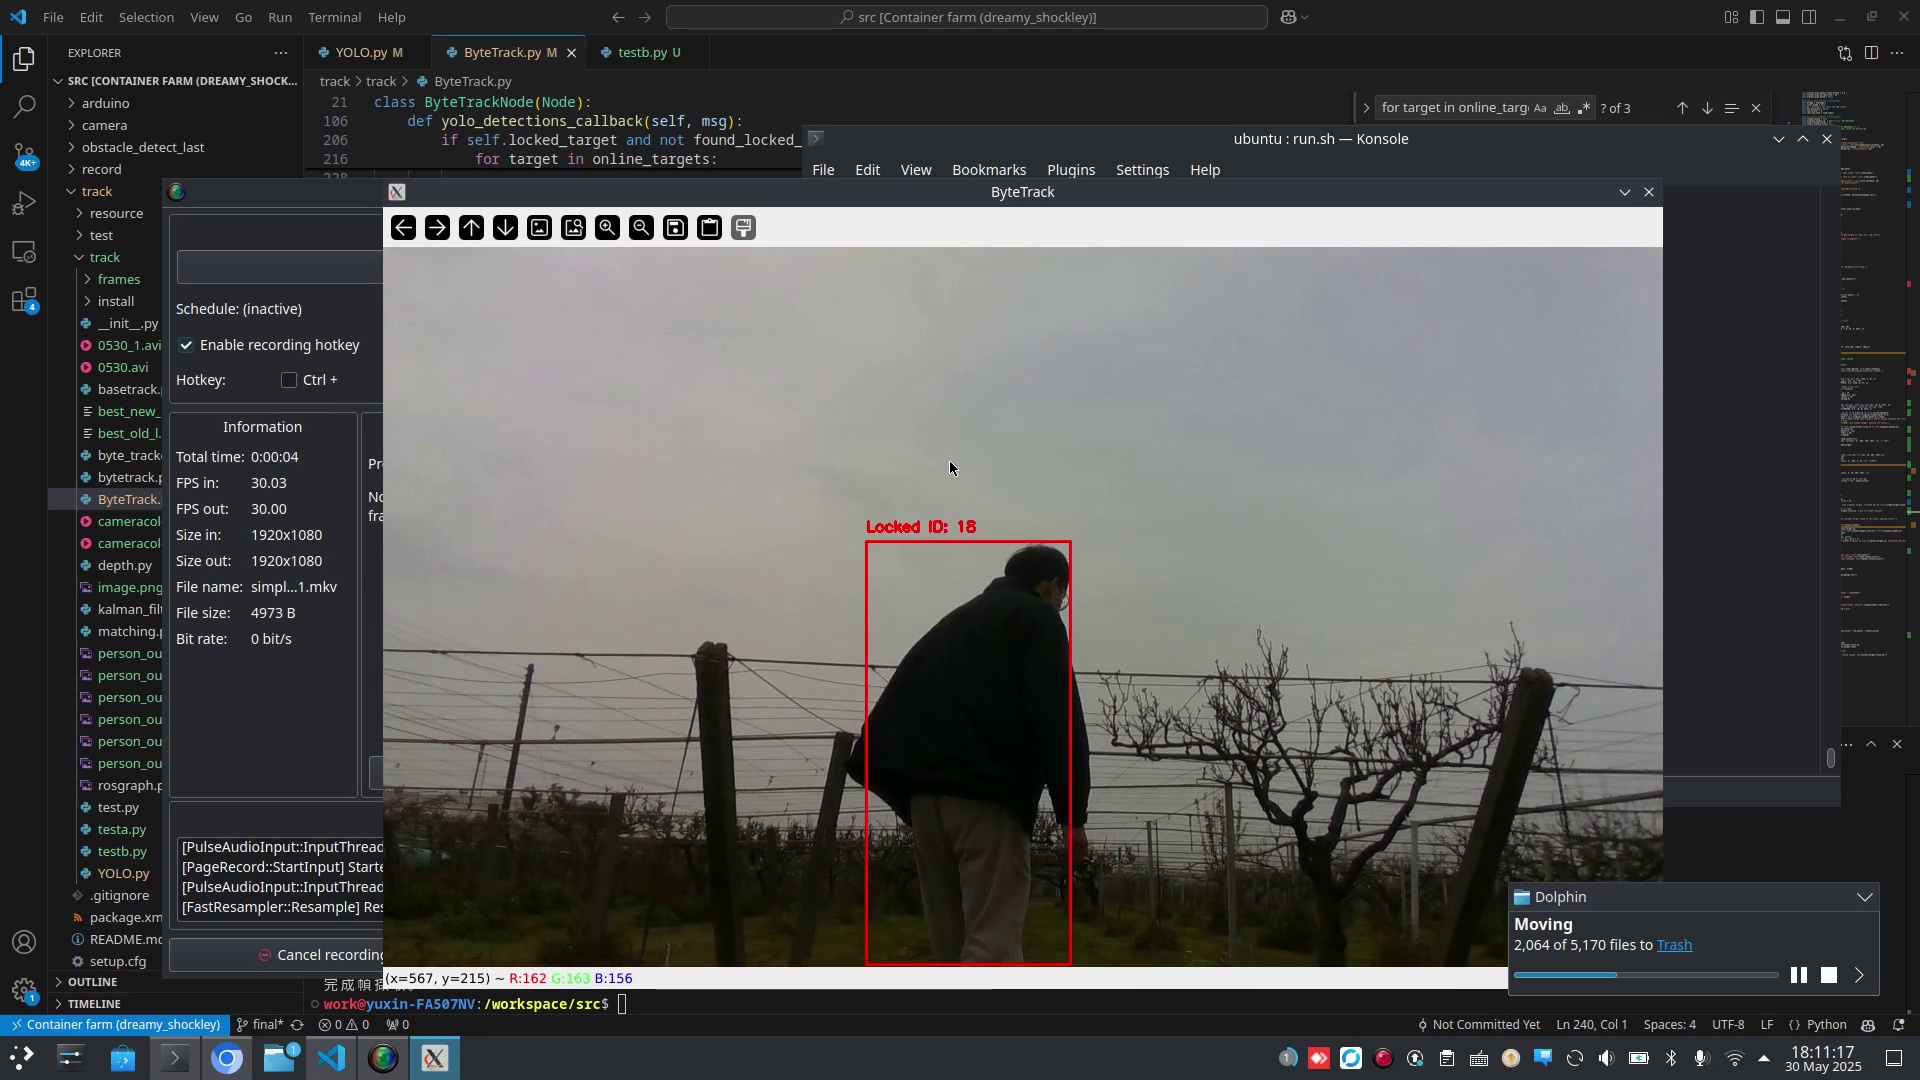 File Edit Selection View Go Run Terminal Help
src [Container farm (dreamy_shockley)]
EXPLORER
YOLO.py M
ByteTrack.py M
testb.py U
SRC [CONTAINER FARM (DREAMY_SHOCK...
track > track > ByteTrack.py
arduino
camera
obstacle_detect_last
record
track
resource
test
track
frames
install
__init__.py
0530_1.avi
0530.avi
basetrack.
best_new_
best_old_l.
byte_track
bytetrack.p
ByteTrack.
cameracol
cameracol
depth.py
image.png
kalman_filt
matching.p
person_ou
person_ou
person_ou
person_ou
person_ou
person_ou
rosgraph.p
test.py
testa.py
testb.py
YOLO.py
.gitignore
package.xm
README.md
setup.cfg
OUTLINE
TIMELINE
4K+
4
1
21 class ByteTrackNode(Node):
106 def yolo_detections_callback(self, msg):
206 if self.locked_target and not found_locked_
216 for target in online_targets:
for target in online_targ
Aa ab .*
? of 3
ubuntu : run.sh — Konsole
File Edit View Bookmarks Plugins Settings Help
ByteTrack
Schedule: (inactive)
Enable recording hotkey
Hotkey: Ctrl +
Information
Total time: 0:00:04
FPS in: 30.03
FPS out: 30.00
Size in: 1920x1080
Size out: 1920x1080
File name: simpl...1.mkv
File size: 4973 B
Bit rate: 0 bit/s
Pr
No
fra
[PulseAudioInput::InputThread
[PageRecord::StartInput] Starte
[PulseAudioInput::InputThread
[FastResampler::Resample] Res
Cancel recording
Locked ID: 18
(x=567, y=215) ~ R:162 G:163 B:156
work@yuxin-FA507NV:/workspace/src$
Dolphin
Moving
2,064 of 5,170 files to Trash
Container farm (dreamy_shockley)
final*
0 0
0
Not Committed Yet
Ln 240, Col 1
Spaces: 4
UTF-8
LF
{} Python
1
1
18:11:17
30 May 2025